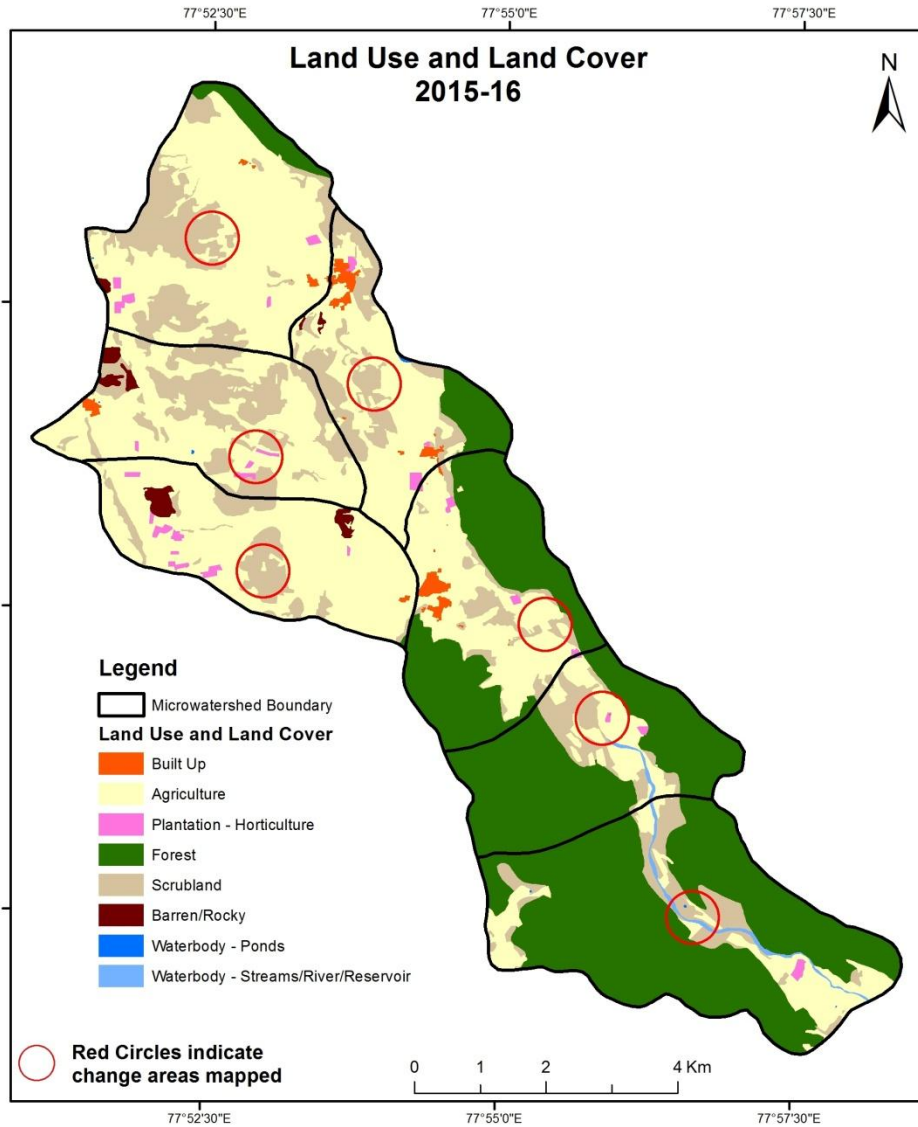 77°52'30"E
77°55'0"E
77°57'30"E
Land Use and Land Cover
2015-16
N
Legend
Microwatershed Boundary
Land Use and Land Cover
Built Up
Agriculture
Plantation - Horticulture
Forest
Scrubland
Barren/Rocky
Waterbody - Ponds
Waterbody - Streams/River/Reservoir
Red Circles indicate
change areas mapped
0 1 2 4 Km
77°52'30"E
77°55'0"E
77°57'30"E